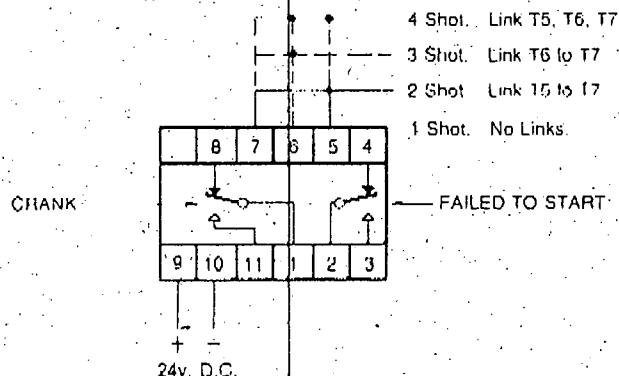 4 Shot. Link T5, T6, T7
3 Shot. Link T6 to T7
2 Shot Link T5 to T7
1 Shot. No Links.
8 7 6 5 4
CRANK
FAILED TO START
9 10 11 1 2 3
+ −
24v. D.C.